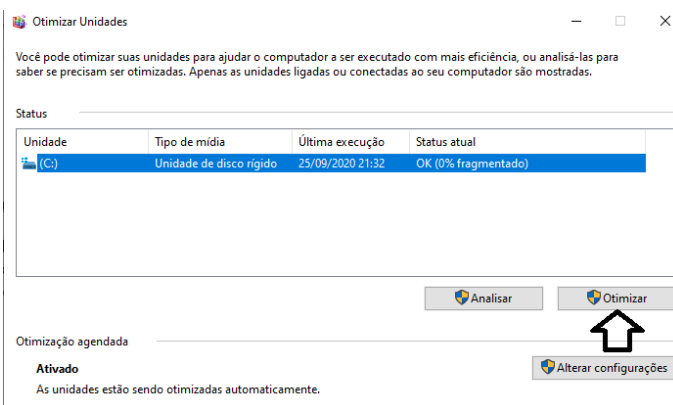 Otimizar Unidades
Você pode otimizar suas unidades para ajudar o computador a ser executado com mais eficiência, ou analisá-las para
saber se precisam ser otimizadas. Apenas as unidades ligadas ou conectadas ao seu computador são mostradas.
Status
Unidade Tipo de mídia Última execução Status atual
(C:) Unidade de disco rígido 25/09/2020 21:32 OK (0% fragmentado)
Analisar Otimizar
Otimização agendada
Ativado Alterar configurações
As unidades estão sendo otimizadas automaticamente.